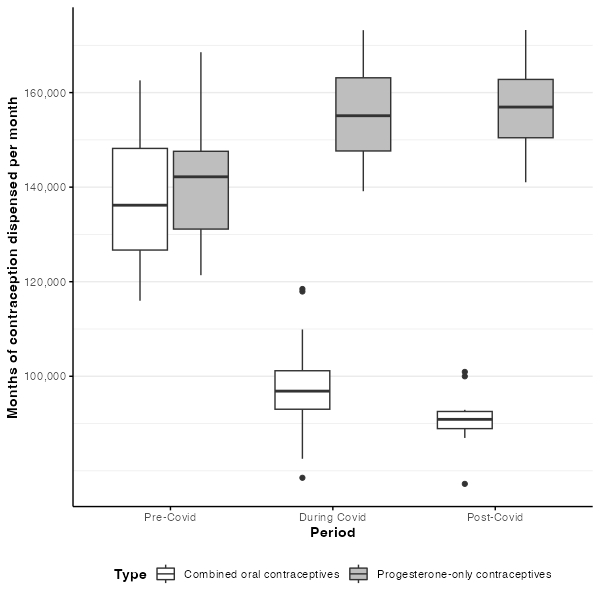 Months of contraception dispensed per month
160,000
140,000
120,000
100,000
Pre-Covid During Covid Post-Covid
Period
Type Combined oral contraceptives Progesterone-only contraceptives